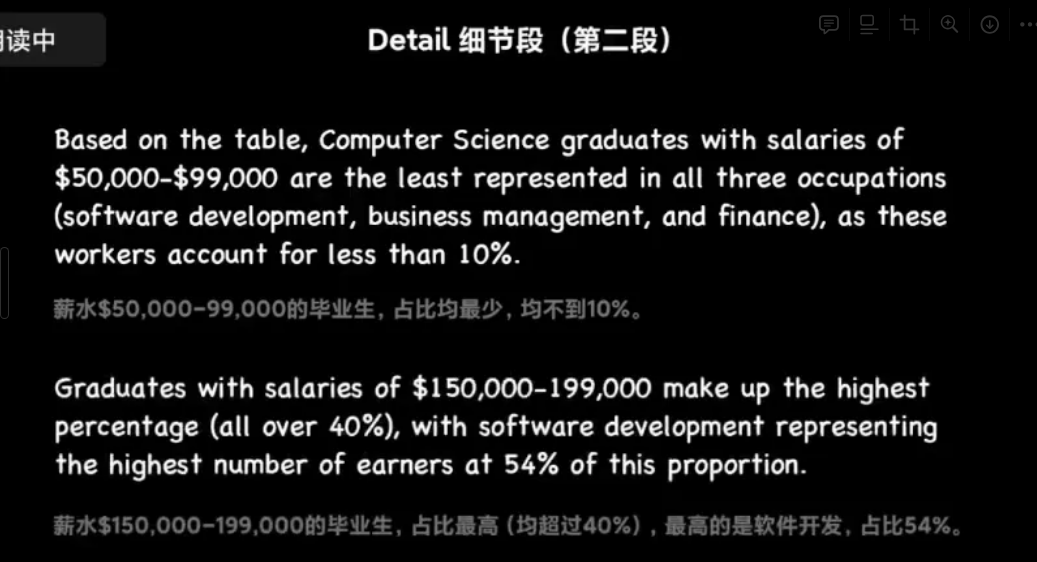 读中
Detail 细节段（第二段）
Based on the table, Computer Science graduates with salaries of
$50,000-$99,000 are the least represented in all three occupations
(software development, business management, and finance), as these
workers account for less than 10%.
薪水$50,000-99,000的毕业生，占比均最少，均不到10%。
Graduates with salaries of $150,000-199,000 make up the highest
percentage (all over 40%), with software development representing
the highest number of earners at 54% of this proportion.
薪水$150,000-199,000的毕业生，占比最高（均超过40%），最高的是软件开发，占比54%。